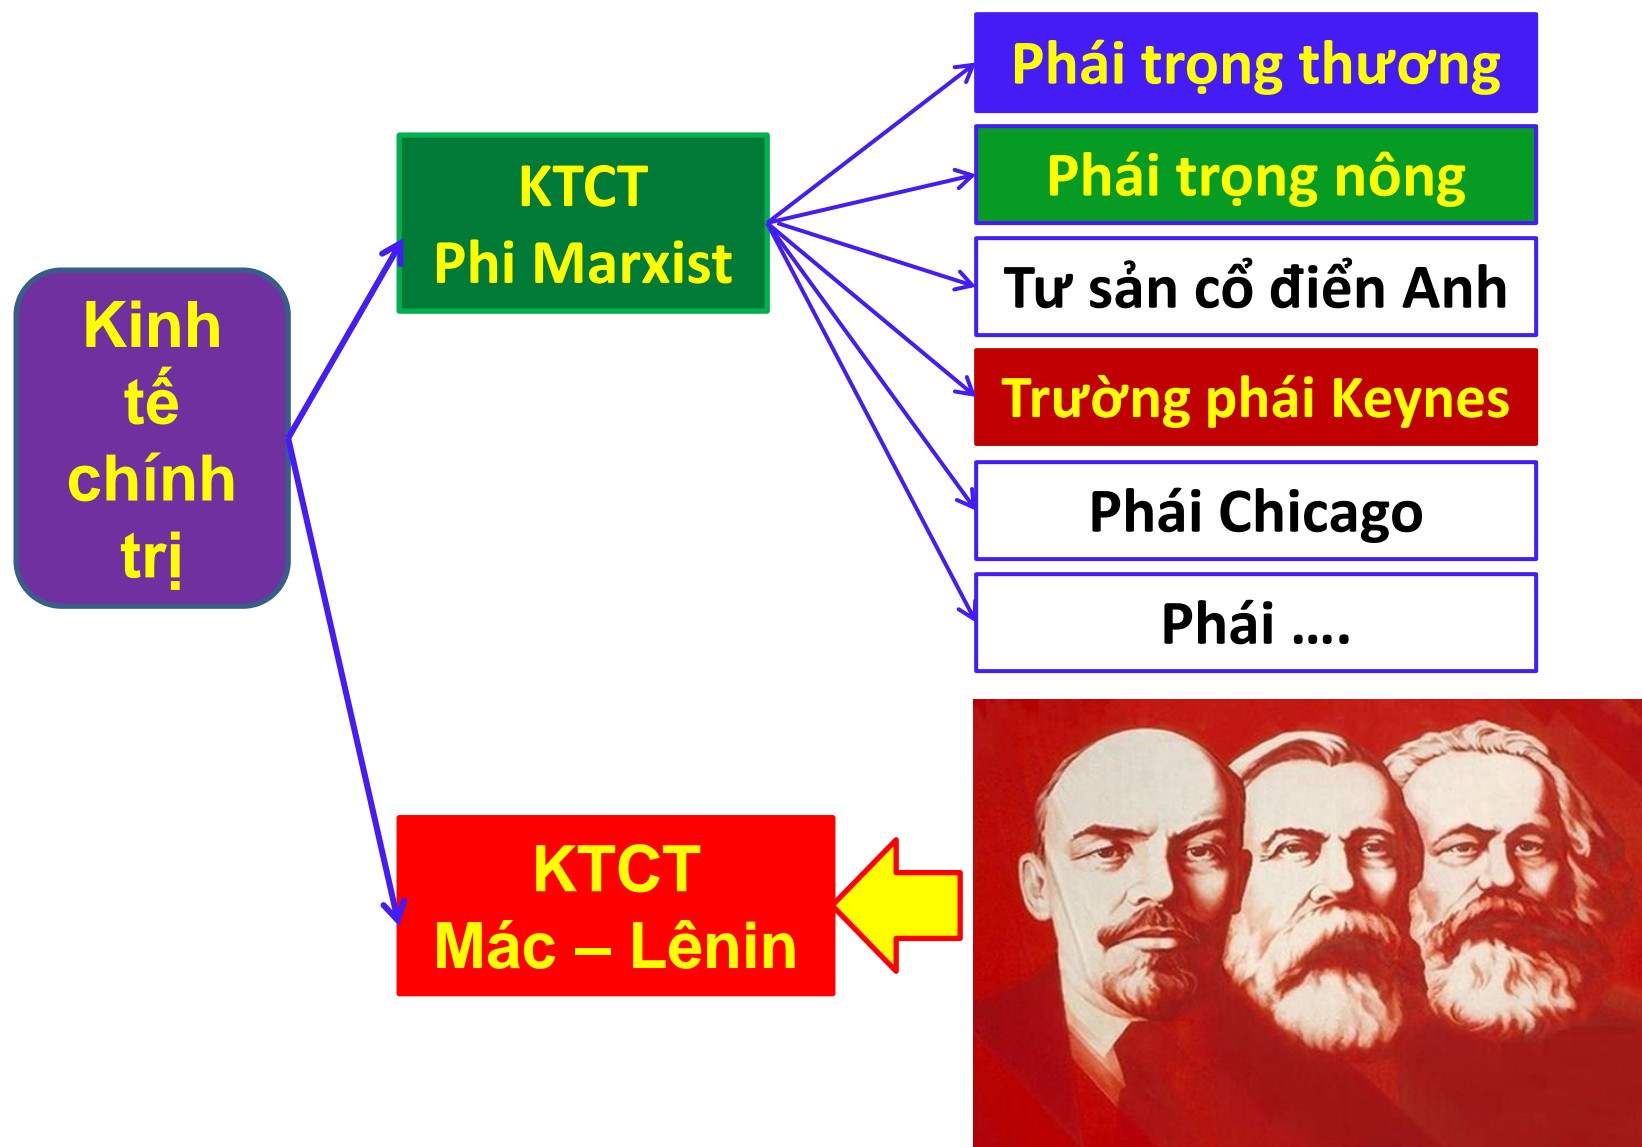 Kinh
tế
chính
trị
KTCT
Phi Marxist
Phái trọng thương
Phái trọng nông
Tư sản cổ điển Anh
Trường phái Keynes
Phái Chicago
Phái ....
KTCT
Mác – Lênin